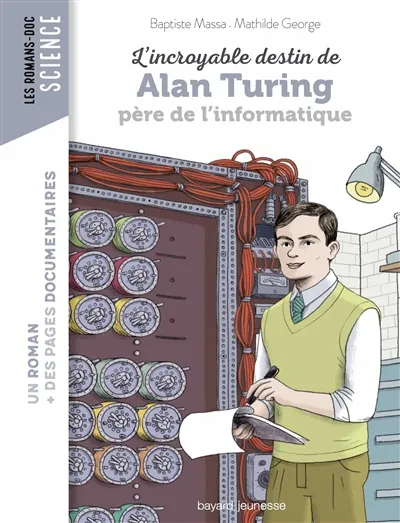 Baptiste Massa . Mathilde George
L'incroyable destin de
Alan Turing
père de l'informatique
LES ROMANS-DOC
SCIENCE
UN ROMAN
+ DES PAGES DOCUMENTAIRES
bayard jeunesse